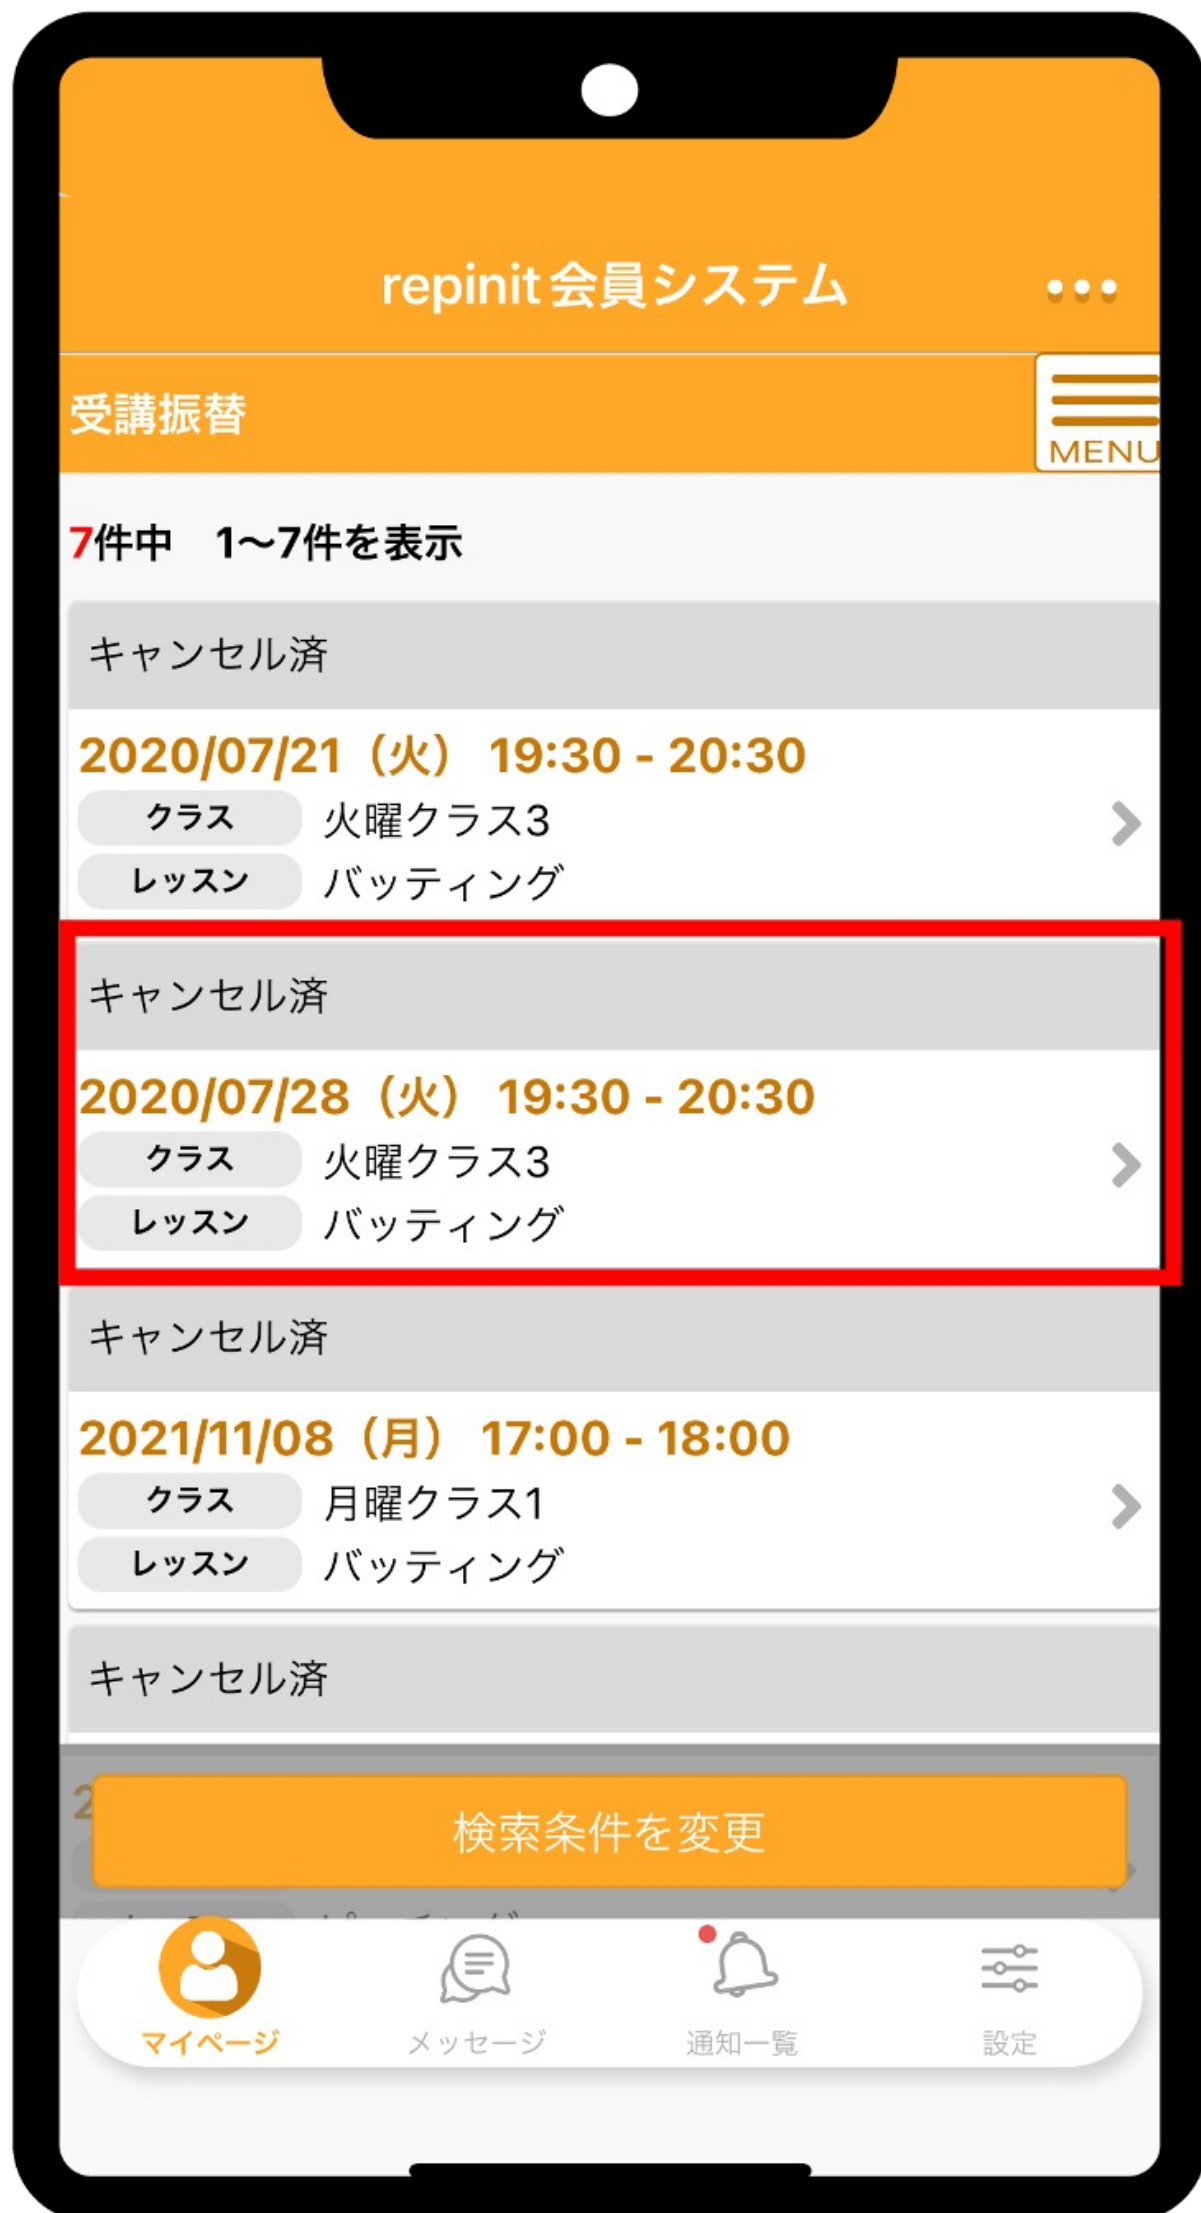 repinit会員システム
受講振替
MENU
7件中　1〜7件を表示
キャンセル済
2020/07/21（火） 19:30 - 20:30
クラス 火曜クラス3
レッスン バッティング
キャンセル済
2020/07/28（火） 19:30 - 20:30
クラス 火曜クラス3
レッスン バッティング
キャンセル済
2021/11/08（月） 17:00 - 18:00
クラス 月曜クラス1
レッスン バッティング
キャンセル済
検索条件を変更
マイページ メッセージ 通知一覧 設定